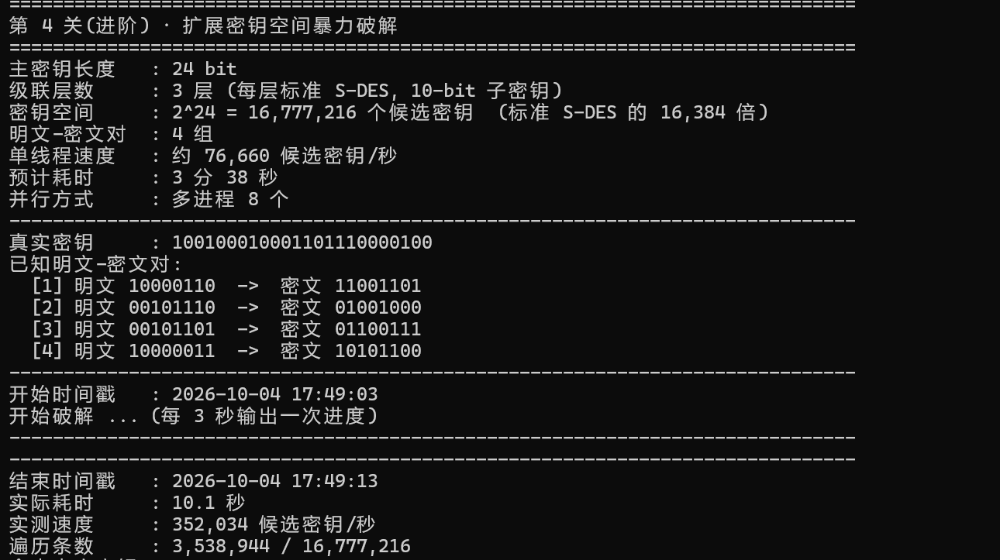 ==============================================================================
第 4 关(进阶) · 扩展密钥空间暴力破解
==============================================================================
主密钥长度   : 24 bit
级联层数     : 3 层 (每层标准 S-DES, 10-bit 子密钥)
密钥空间     : 2^24 = 16,777,216 个候选密钥  (标准 S-DES 的 16,384 倍)
明文-密文对  : 4 组
单线程速度   : 约 76,660 候选密钥/秒
预计耗时     : 3 分 38 秒
并行方式     : 多进程 8 个
------------------------------------------------------------------------------
真实密钥     : 100100010001101110000100
已知明文-密文对:
  [1] 明文 10000110  ->  密文 11001101
  [2] 明文 00101110  ->  密文 01001000
  [3] 明文 00101101  ->  密文 01100111
  [4] 明文 10000011  ->  密文 10101100
------------------------------------------------------------------------------
开始时间戳   : 2026-10-04 17:49:03
开始破解 ... (每 3 秒输出一次进度)
------------------------------------------------------------------------------
------------------------------------------------------------------------------
结束时间戳   : 2026-10-04 17:49:13
实际耗时     : 10.1 秒
实测速度     : 352,034 候选密钥/秒
遍历条数     : 3,538,944 / 16,777,216